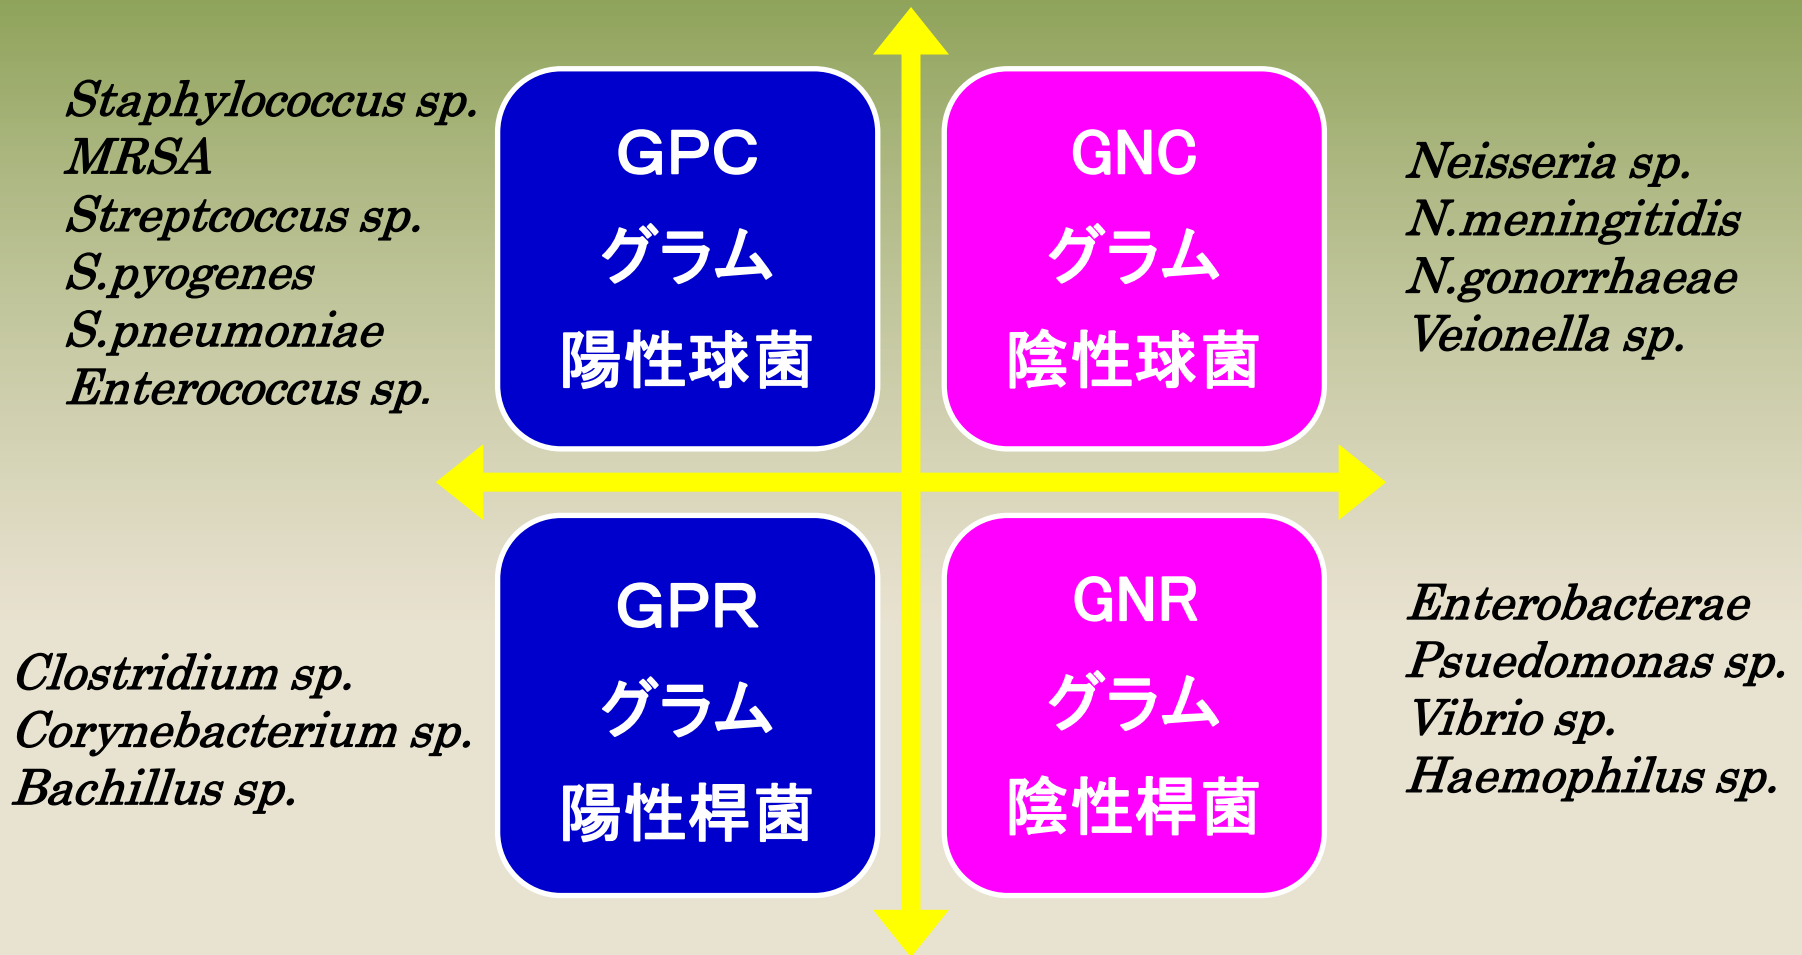 Staphylococcus sp.
MRSA
Streptcoccus sp.
S.pyogenes
S.pneumoniae
Enterococcus sp.
GPC
グラム
陽性球菌
GNC
グラム
陰性球菌
Neisseria sp.
N.meningitidis
N.gonorrhaeae
Veionella sp.
Clostridium sp.
Corynebacterium sp.
Bachillus sp.
GPR
グラム
陽性桿菌
GNR
グラム
陰性桿菌
Enterobacterae
Psuedomonas sp.
Vibrio sp.
Haemophilus sp.